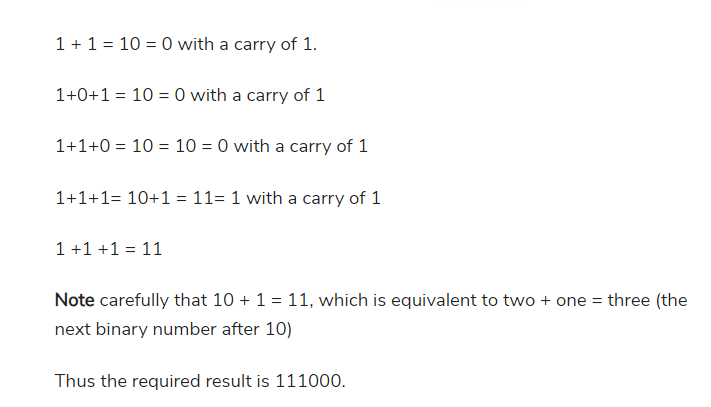 1 + 1 = 10 = 0 with a carry of 1.
1+0+1 = 10 = 0 with a carry of 1
1+1+0 = 10 = 10 = 0 with a carry of 1
1+1+1= 10+1 = 11= 1 with a carry of 1
1 +1 +1 = 11
Note carefully that 10 + 1 = 11, which is equivalent to two + one = three (the
next binary number after 10)
Thus the required result is 111000.